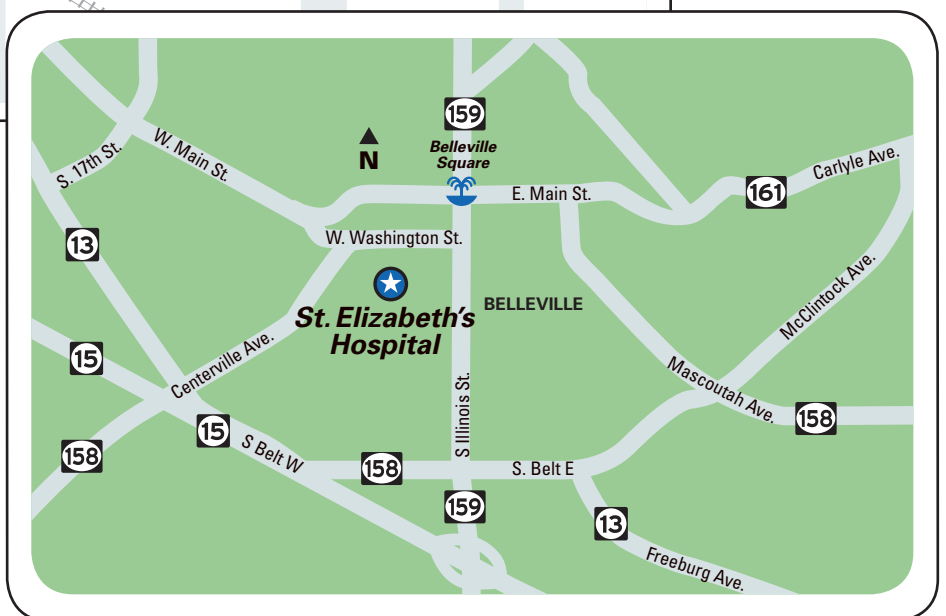 159
Belleville
Square
N
W. Main St.
S. 17th St.
Carlyle Ave.
161
E. Main St.
13
W. Washington St.
McClintock Ave.
BELLEVILLE
St. Elizabeth's
Hospital
15
Centerville Ave.
Mascoutah Ave.
158
S Illinois St.
15
S Belt W
158
158
S. Belt E
159
13
Freeburg Ave.